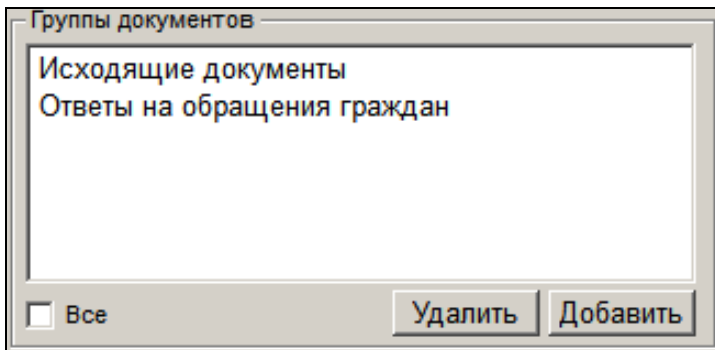 Группы документов
Исходящие документы
Ответы на обращения граждан
Все
Удалить
Добавить